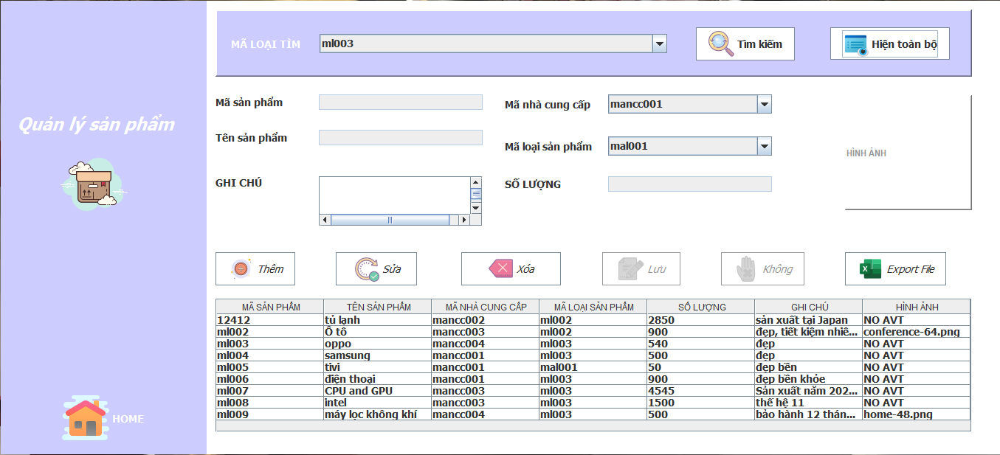 MÃ LOẠI TÌM
ml003
Tìm kiếm
Hiện toàn bộ
Quản lý sản phẩm
Mã sản phẩm
Mã nhà cung cấp
mancc001
Tên sản phẩm
Mã loại sản phẩm
mal001
HÌNH ẢNH
GHI CHÚ
SỐ LƯỢNG
Thêm
Sửa
Xóa
Lưu
Không
Export File
MÃ SẢN PHẨM TÊN SẢN PHẨM MÃ NHÀ CUNG CẤP MÃ LOẠI SẢN PHẨM SỐ LƯỢNG GHI CHÚ HÌNH ẢNH
12412 tủ lạnh mancc002 ml002 2850 sản xuất tại Japan NO AVT
ml002 Ô tô mancc003 ml002 900 đẹp, tiết kiệm nhiê... conference-64.png
ml003 oppo mancc004 ml003 540 đẹp NO AVT
ml004 samsung mancc001 ml003 500 đẹp NO AVT
ml005 tivi mancc001 mal001 50 đẹp bền NO AVT
ml006 điện thoại mancc001 ml003 900 đẹp bền khỏe NO AVT
ml007 CPU and GPU mancc003 ml003 4545 Sản xuất năm 202... NO AVT
ml008 intel mancc003 ml003 1500 thế hệ 11 NO AVT
ml009 máy lọc không khí mancc004 ml003 500 bảo hành 12 thán... home-48.png
HOME